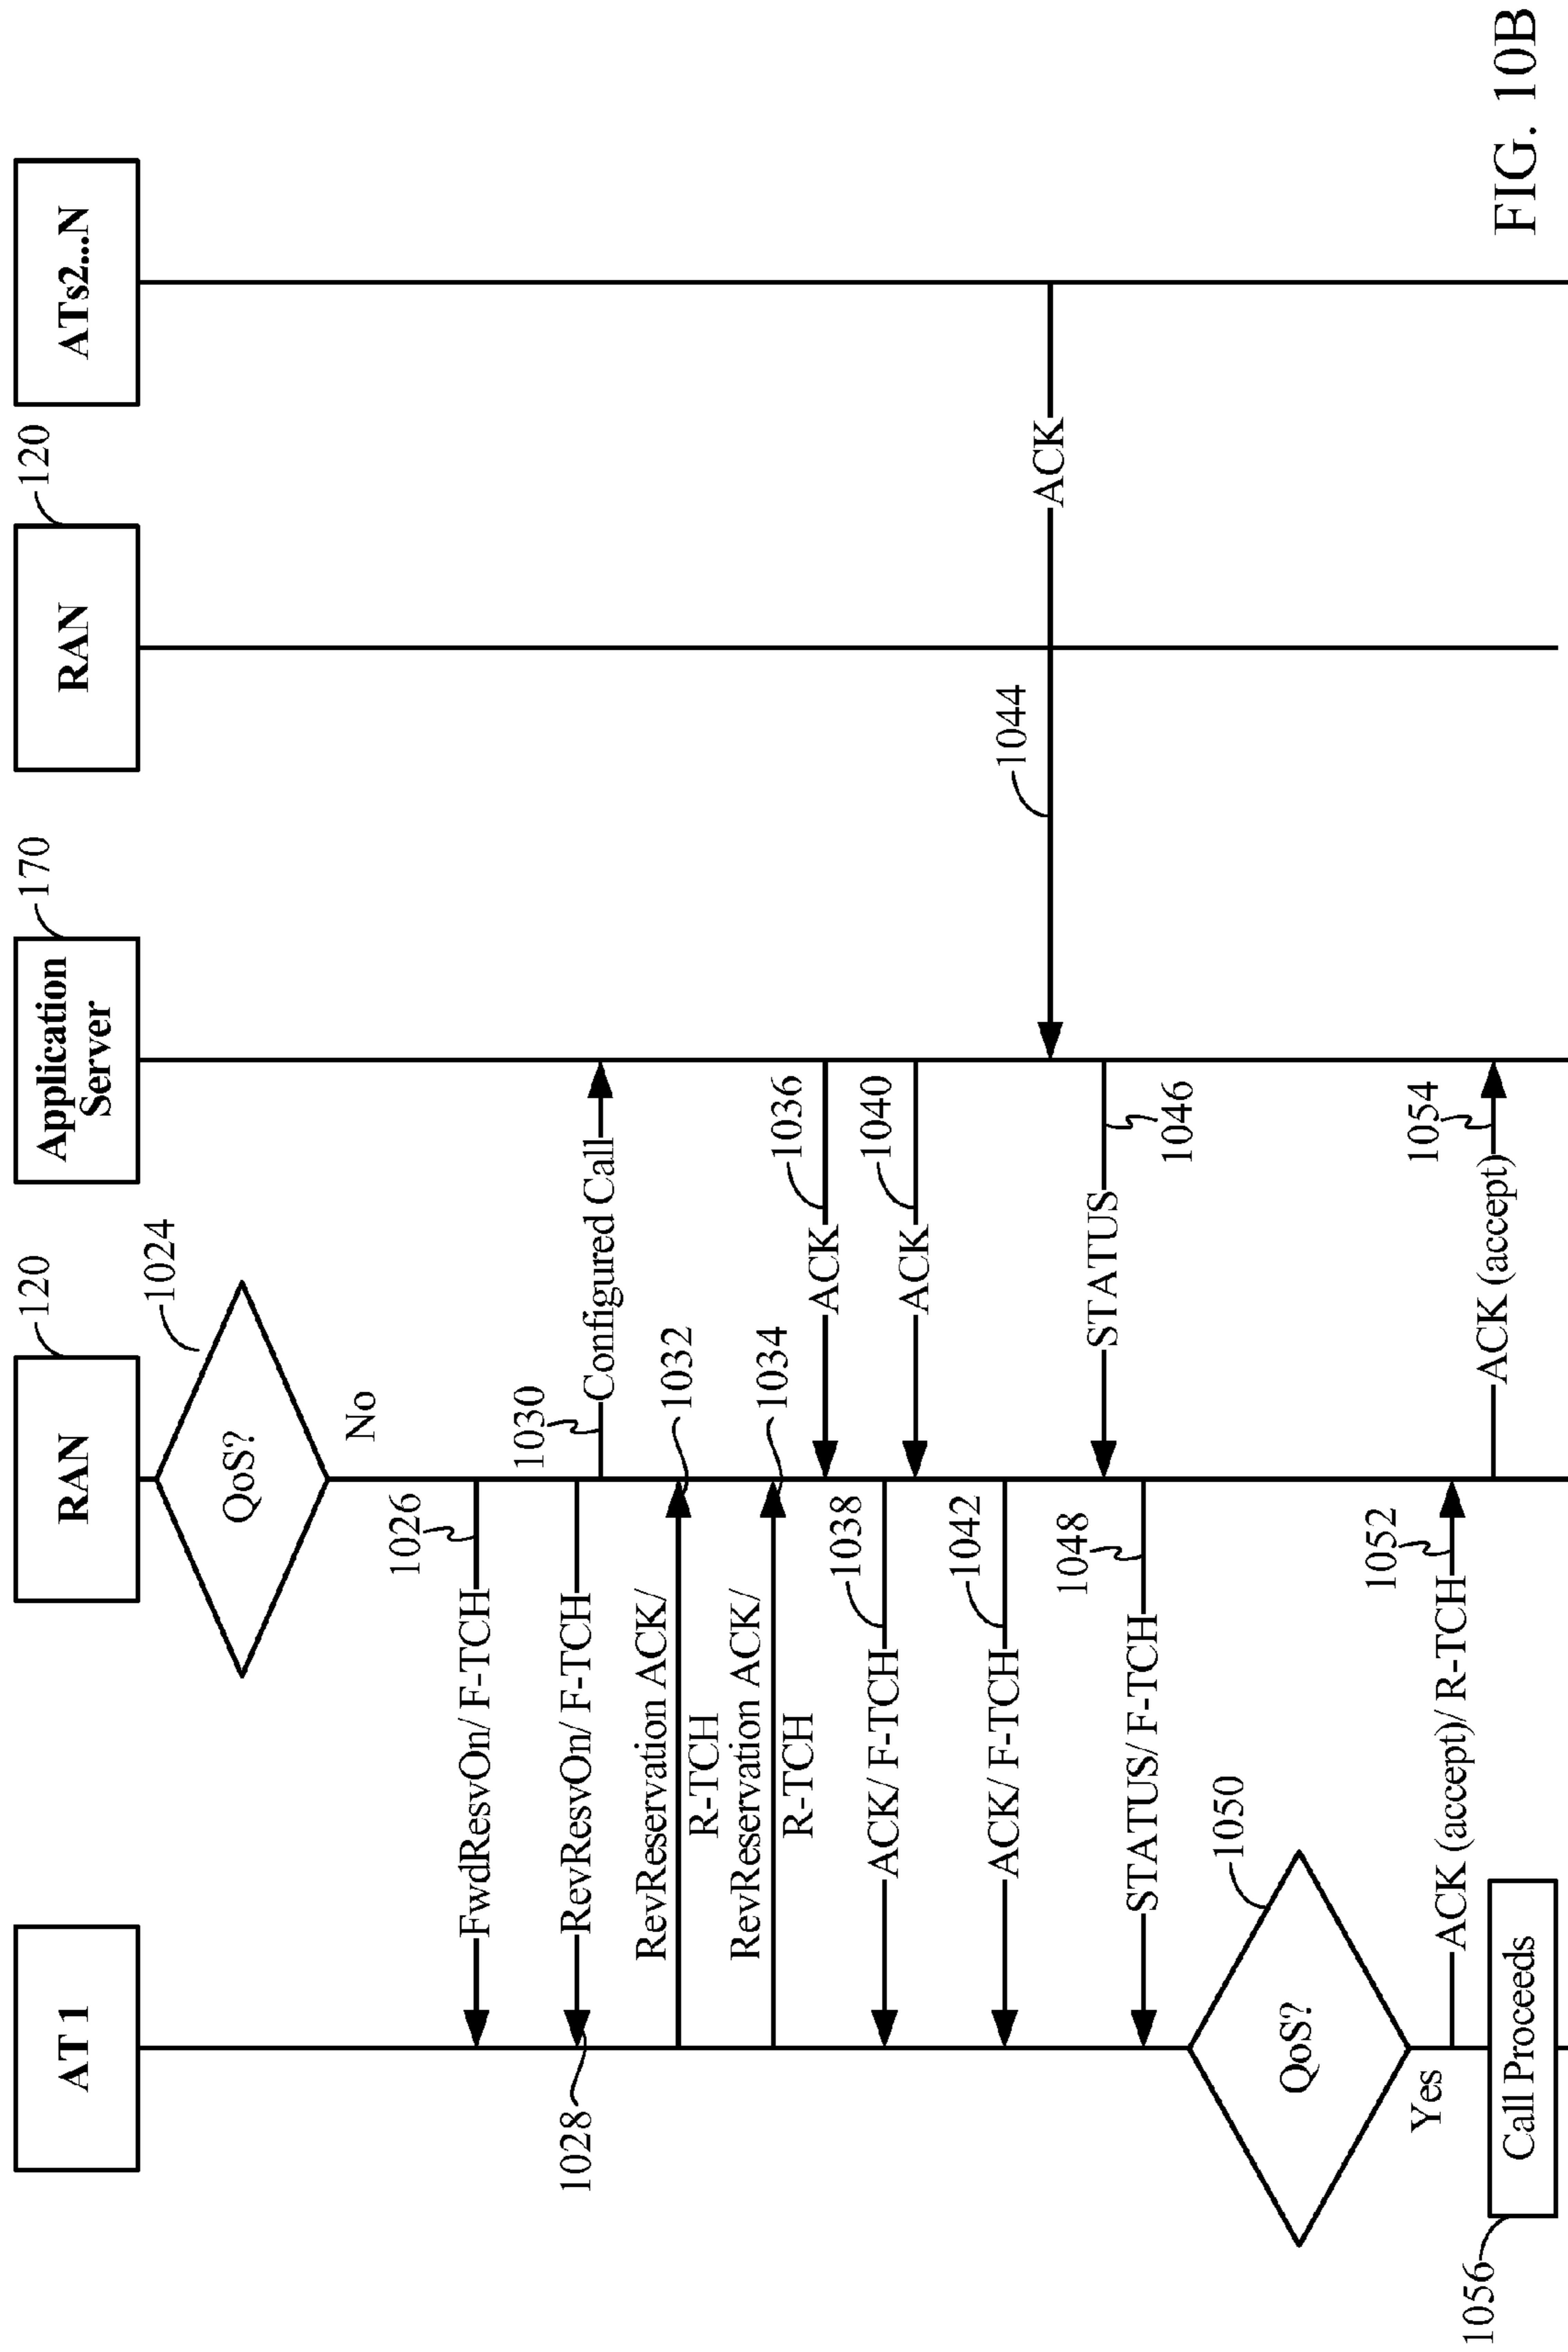 AT 1
RAN
120
Application
Server
170
RAN
120
ATs2...N
QoS?
1024
No
1026
FwdResvOn/ F-TCH
RevResvOn/ F-TCH
1028
1030
Configured Call
RevReservation ACK/
R-TCH
1032
RevReservation ACK/
R-TCH
1034
ACK
1036
ACK/ F-TCH
1038
ACK
1040
ACK/ F-TCH
1042
1044
ACK
STATUS
1046
STATUS/ F-TCH
1048
QoS?
1050
Yes
ACK (accept)/ R-TCH
1052
ACK (accept)
1054
Call Proceeds
1056
FIG. 10B